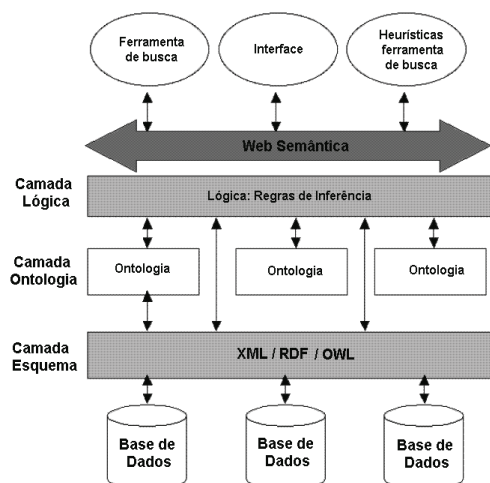 Ferramenta
de busca
Interface
Heurísticas
ferramenta
de busca
Web Semântica
Camada
Lógica
Lógica: Regras de Inferência
Camada
Ontologia
Ontologia
Ontologia
Ontologia
Camada
Esquema
XML / RDF / OWL
Base de
Dados
Base de
Dados
Base de
Dados